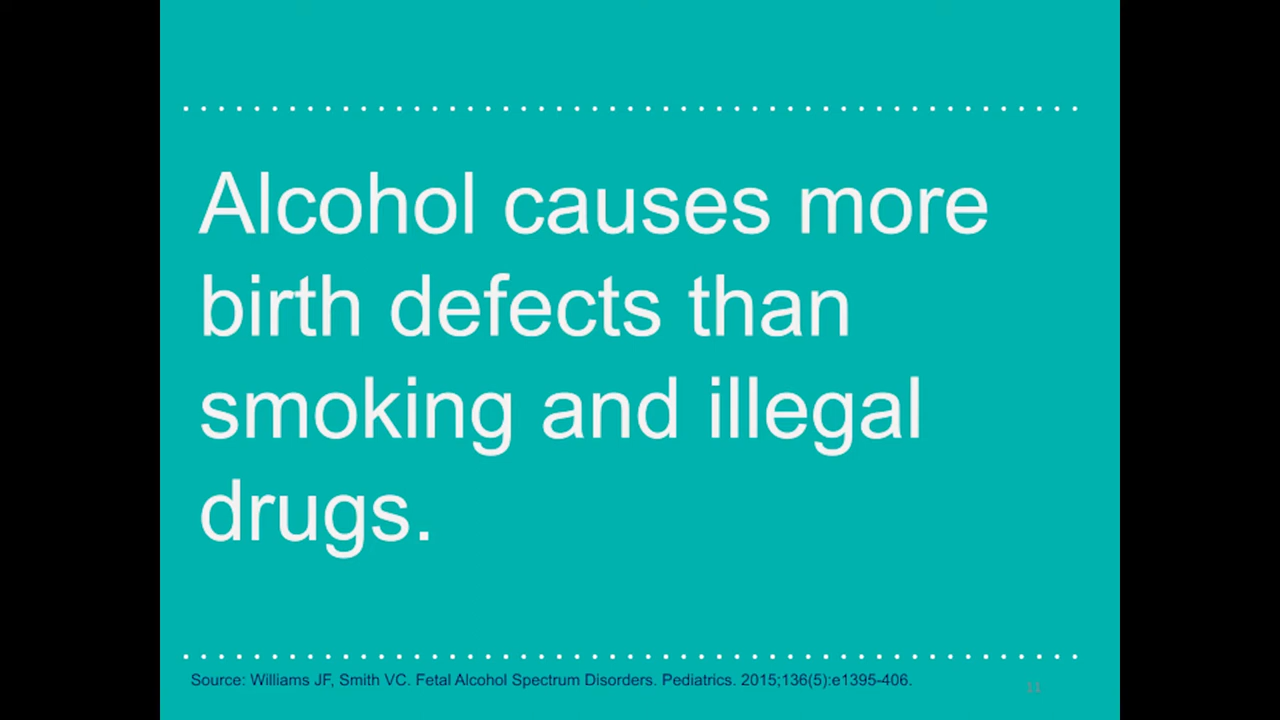 Alcohol causes more
birth defects than
smoking and illegal
drugs.
Source: Williams JF, Smith VC. Fetal Alcohol Spectrum Disorders. Pediatrics. 2015;136(5):e1395-406.
11